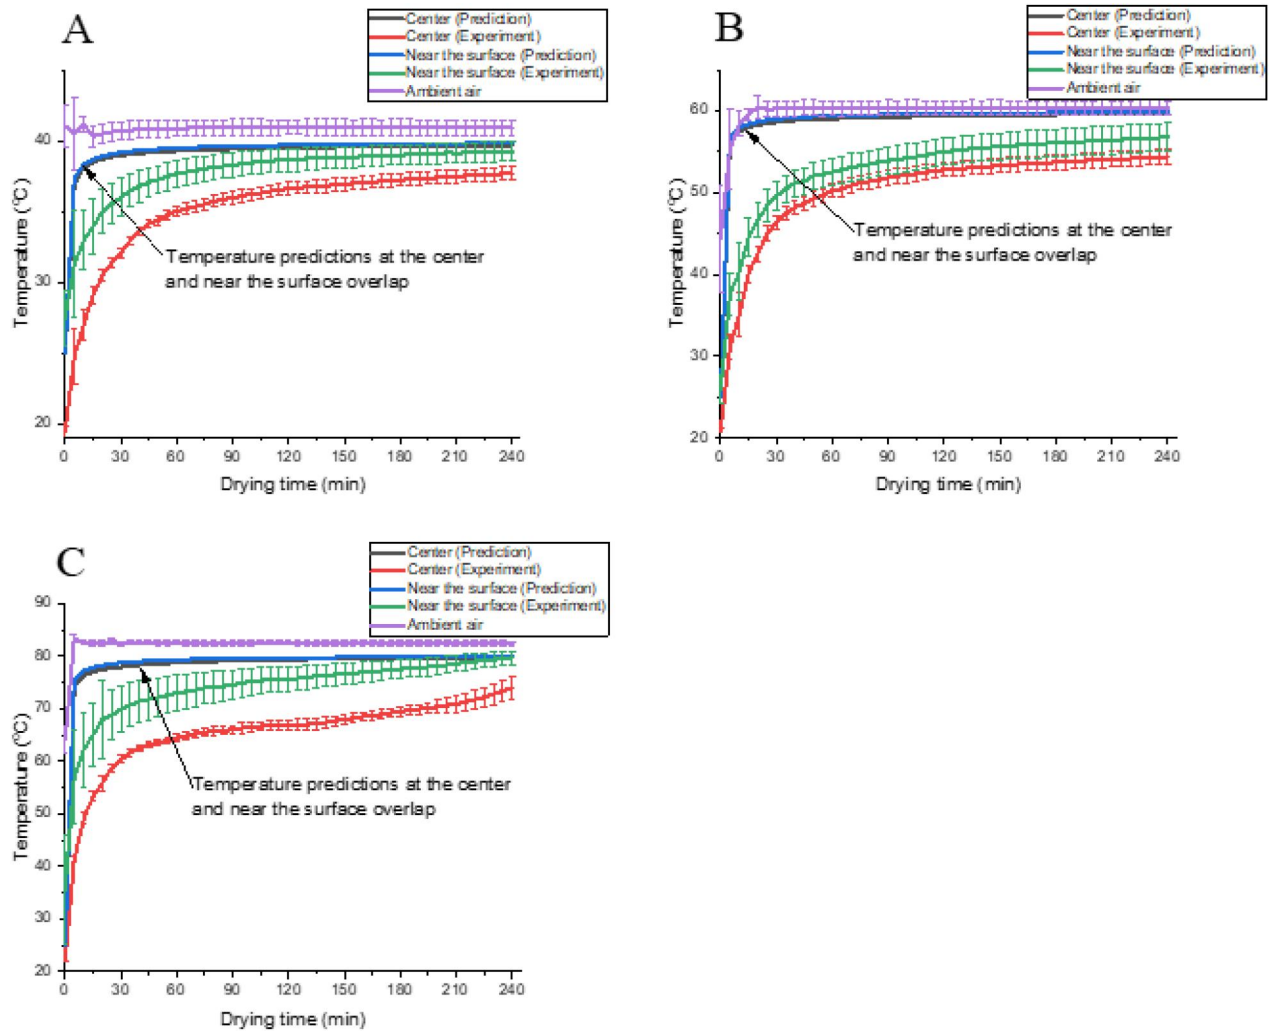 A
Center (Prediction)
Center (Experiment)
Near the surface (Prediction)
Near the surface (Experiment)
Ambient air
40
30
20
Temperature (°C)
Temperature predictions at the center
and near the surface overlap
0 30 60 90 120 150 180 210 240
Drying time (min)
B
Center (Prediction)
Center (Experiment)
Near the surface (Prediction)
Near the surface (Experiment)
Ambient air
60
50
40
30
20
Temperature (°C)
Temperature predictions at the center
and near the surface overlap
0 30 60 90 120 150 180 210 240
Drying time (min)
C
Center (Prediction)
Center (Experiment)
Near the surface (Prediction)
Near the surface (Experiment)
Ambient air
90
80
70
60
50
40
30
20
Temperature (°C)
Temperature predictions at the center
and near the surface overlap
0 30 60 90 120 150 180 210 240
Drying time (min)